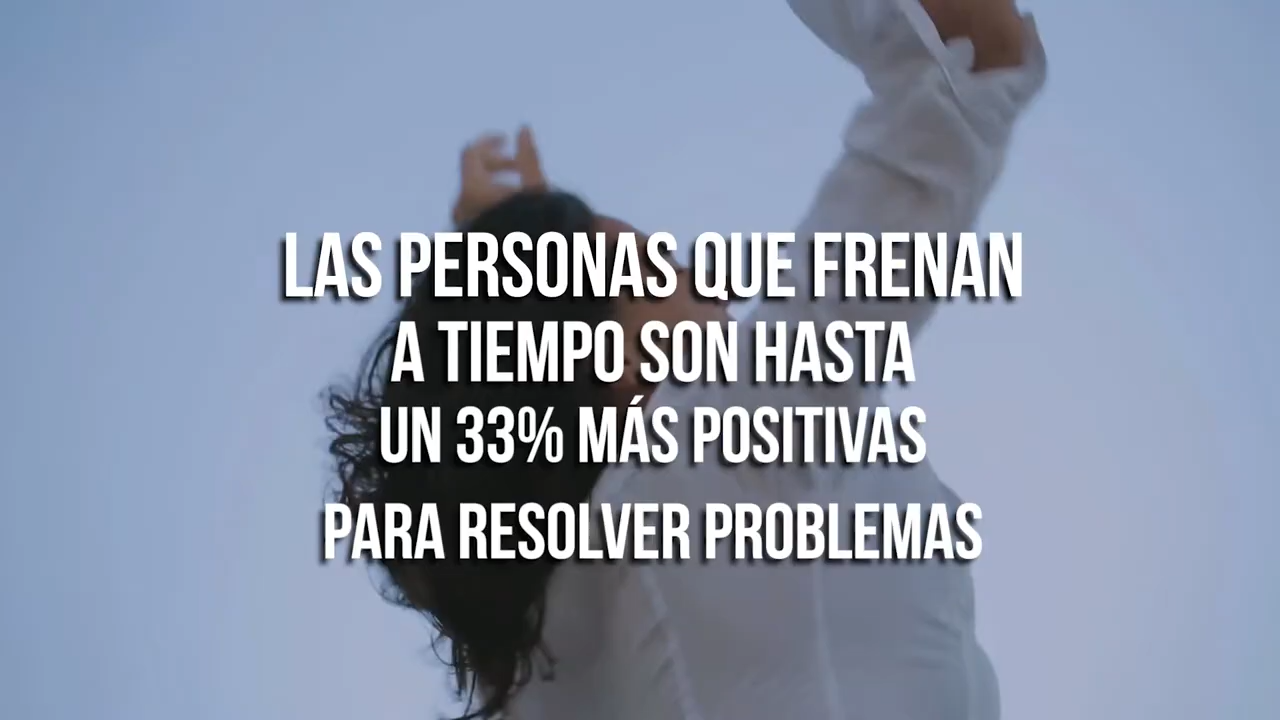 LAS PERSONAS QUE FRENAN
A TIEMPO SON HASTA
UN 33% MÁS POSITIVAS
PARA RESOLVER PROBLEMAS